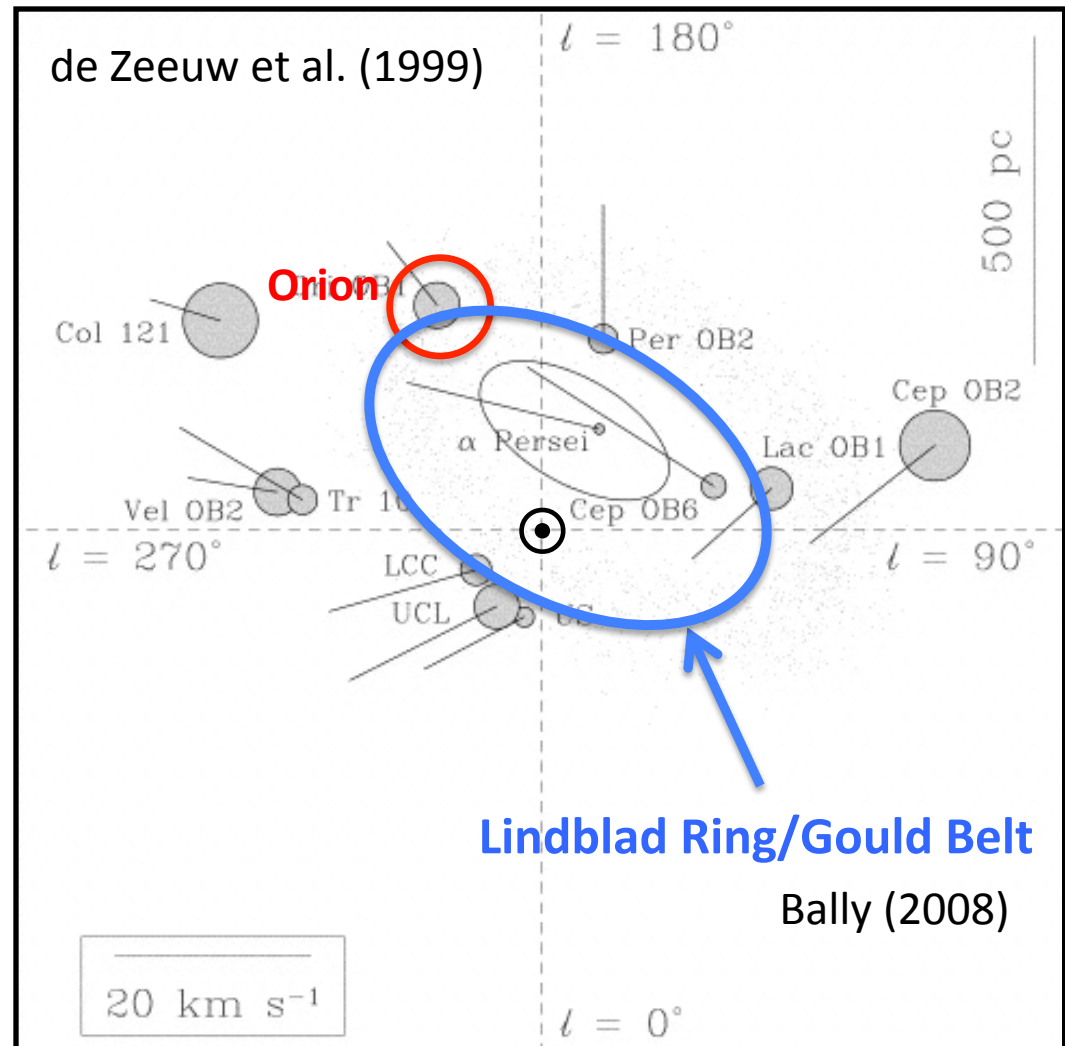 de Zeeuw et al. (1999)
ℓ = 180°
500 pc
Orion
Col 121
Per OB2
Cep OB2
α Persei
Lac OB1
Vel OB2
Tr 10
Cep OB6
ℓ = 270°
ℓ = 90°
LCC
UCL
US
Lindblad Ring/Gould Belt
Bally (2008)
20 km s⁻¹
ℓ = 0°